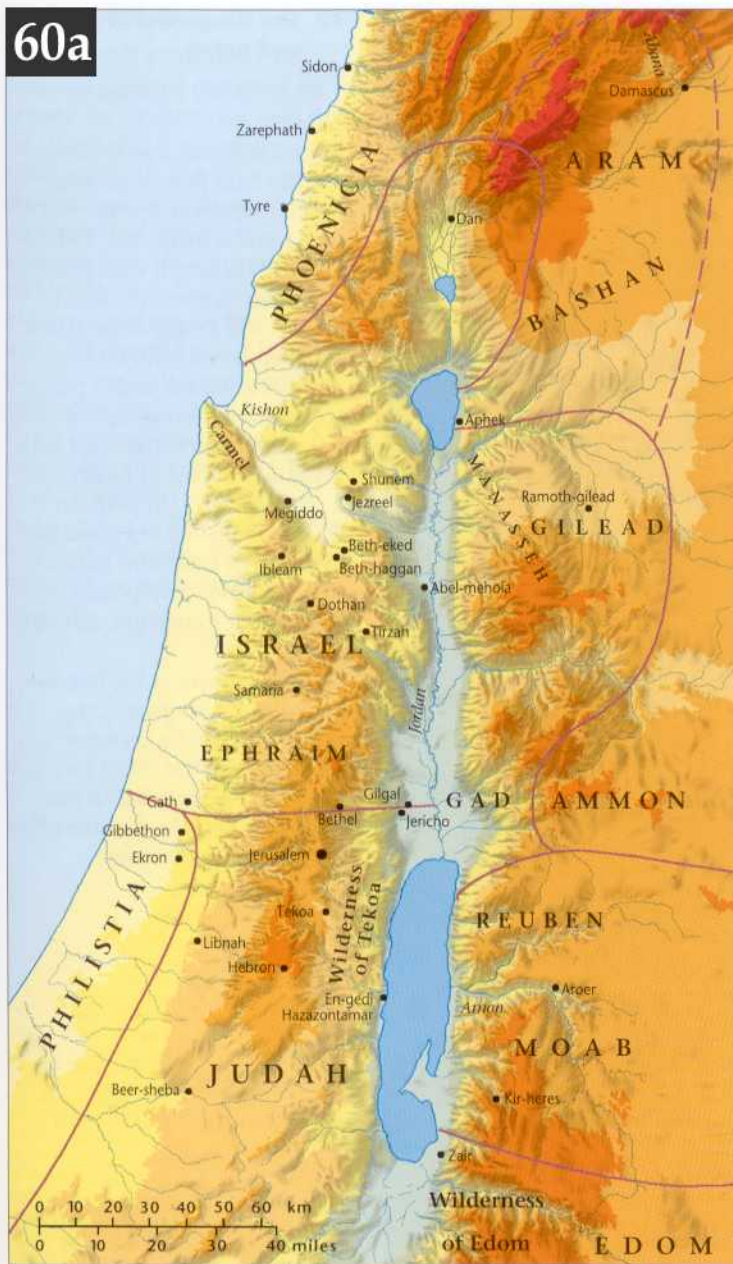 60a
Sidon
Abana
Damascus
Zarephath
ARAM
PHOENICIA
Tyre
Dan
BASHAN
Kishon
Carmel
Aphek
MANASSEH
Shunem
Jezreel
Megiddo
Ramoth-gilead
GILEAD
Beth-eked
Beth-haggan
Ibleam
Abel-mehola
Dothan
Tirzah
ISRAEL
Samaria
Jordan
EPHRAIM
Gath
Gilgal
GAD
AMMON
Bethel
Jericho
Gibbethon
Ekron
Jerusalem
PHILISTIA
Tekoa
Wilderness
of Tekoa
REUBEN
Libnah
Hebron
En-gedi
Hazazontamar
Arnon
Aroer
MOAB
JUDAH
Beer-sheba
Kir-heres
Zair
Wilderness
of Edom
EDOM
0 10 20 30 40 50 60 km
0 10 20 30 40 miles